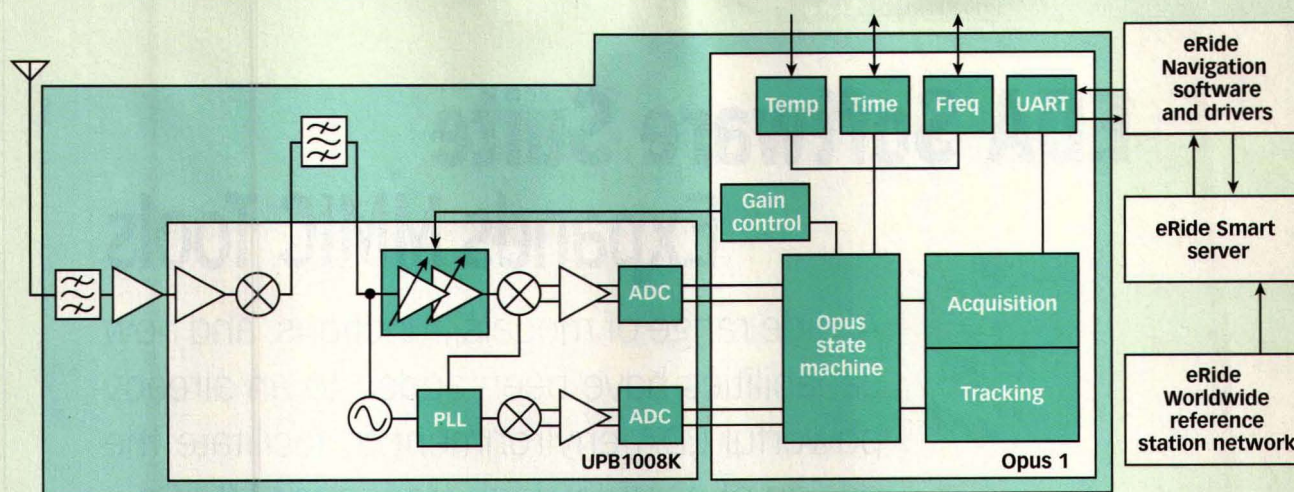 Temp
Time
Freq
UART
eRide
Navigation
software
and drivers
Gain
control
eRide Smart
server
ADC
Opus
state
machine
Acquisition
Tracking
PLL
ADC
UPB1008K
Opus 1
eRide
Worldwide
reference
station network